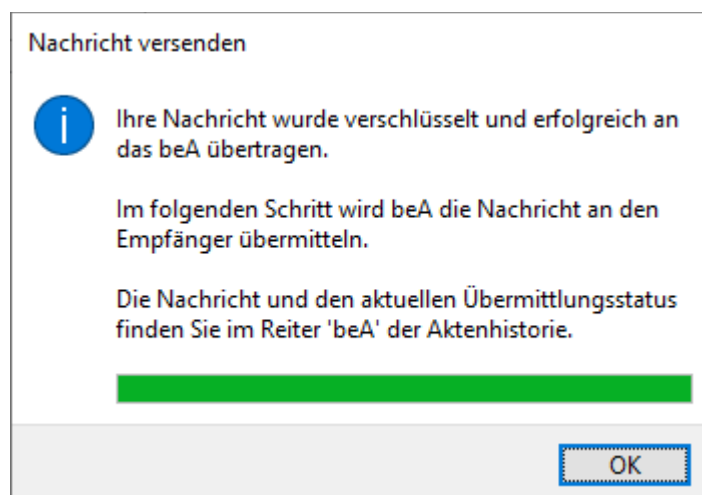 Nachricht versenden
i
Ihre Nachricht wurde verschlüsselt und erfolgreich an
das beA übertragen.
Im folgenden Schritt wird beA die Nachricht an den
Empfänger übermitteln.
Die Nachricht und den aktuellen Übermittlungsstatus
finden Sie im Reiter 'beA' der Aktenhistorie.
OK